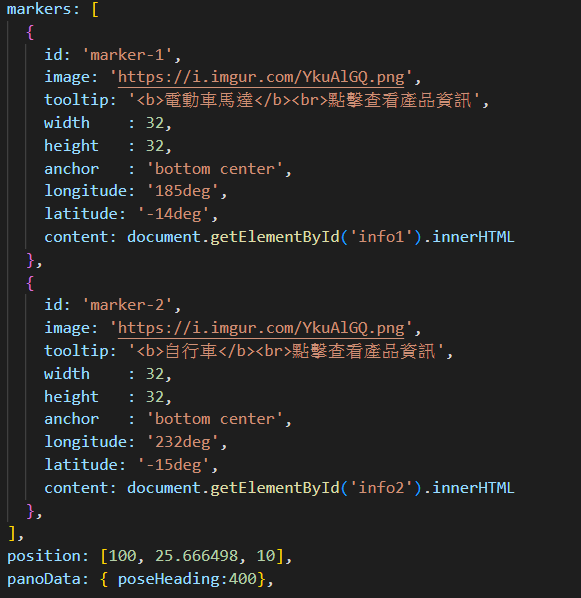 markers: [
{
id: 'marker-1',
image: 'https://i.imgur.com/YkuAlGQ.png',
tooltip: '<b>電動車馬達</b><br>點擊查看產品資訊',
width    : 32,
height   : 32,
anchor   : 'bottom center',
longitude: '185deg',
latitude: '-14deg',
content: document.getElementById('info1').innerHTML
},
{
id: 'marker-2',
image: 'https://i.imgur.com/YkuAlGQ.png',
tooltip: '<b>自行車</b><br>點擊查看產品資訊',
width    : 32,
height   : 32,
anchor   : 'bottom center',
longitude: '232deg',
latitude: '-15deg',
content: document.getElementById('info2').innerHTML
},
],
position: [100, 25.666498, 10],
panoData: { poseHeading:400},